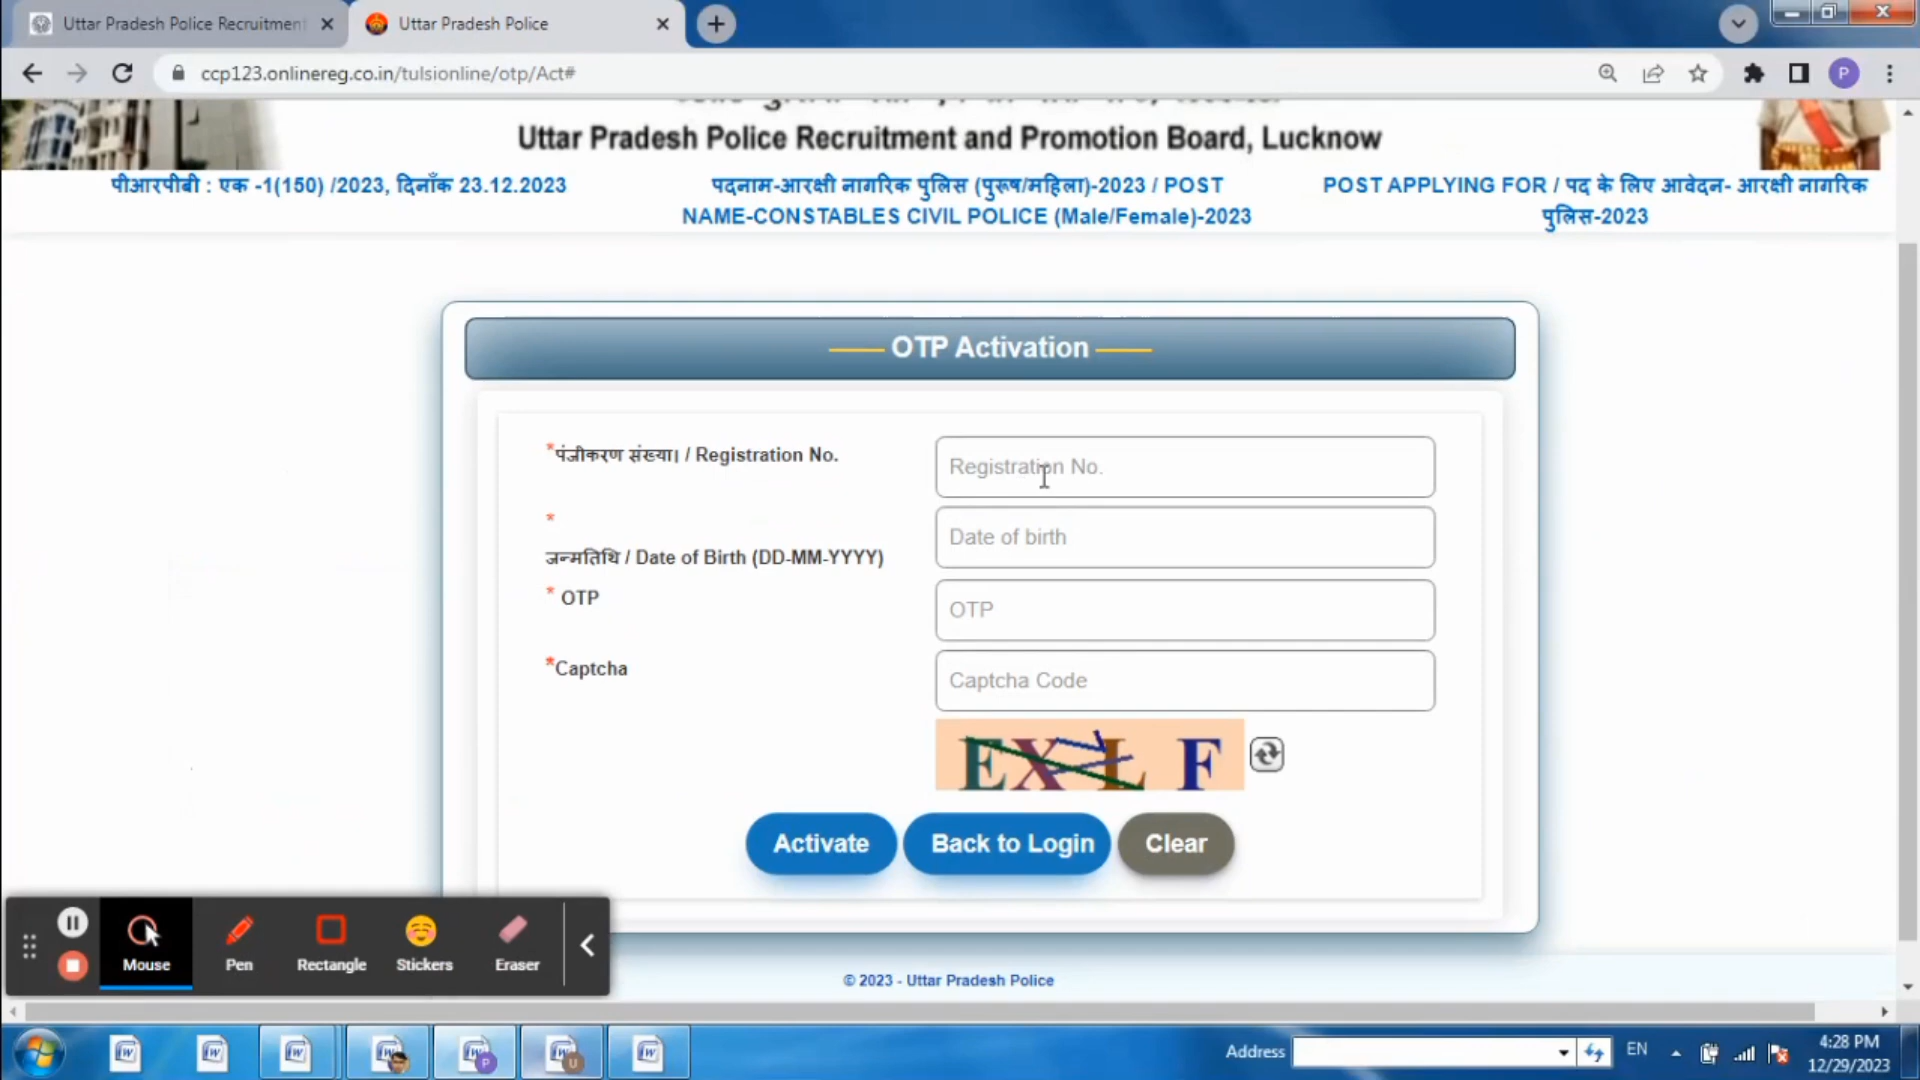 Uttar Pradesh Police Recruitment
Uttar Pradesh Police
ccp123.onlinereg.co.in/tulsionline/otp/Act#
P
Uttar Pradesh Police Recruitment and Promotion Board, Lucknow
पीआरपीबी : एक -1(150) /2023, दिनाँक 23.12.2023
पदनाम-आरक्षी नागरिक पुलिस (पुरूष/महिला)-2023 / POST
NAME-CONSTABLES CIVIL POLICE (Male/Female)-2023
POST APPLYING FOR / पद के लिए आवेदन- आरक्षी नागरिक
पुलिस-2023
OTP Activation
*पंजीकरण संख्या। / Registration No.
Registration No.
*
जन्मतिथि / Date of Birth (DD-MM-YYYY)
Date of birth
* OTP
OTP
*Captcha
Captcha Code
EXLF
Activate
Back to Login
Clear
Mouse
Pen
Rectangle
Stickers
Eraser
© 2023 - Uttar Pradesh Police
Address
EN
4:28 PM
12/29/2023